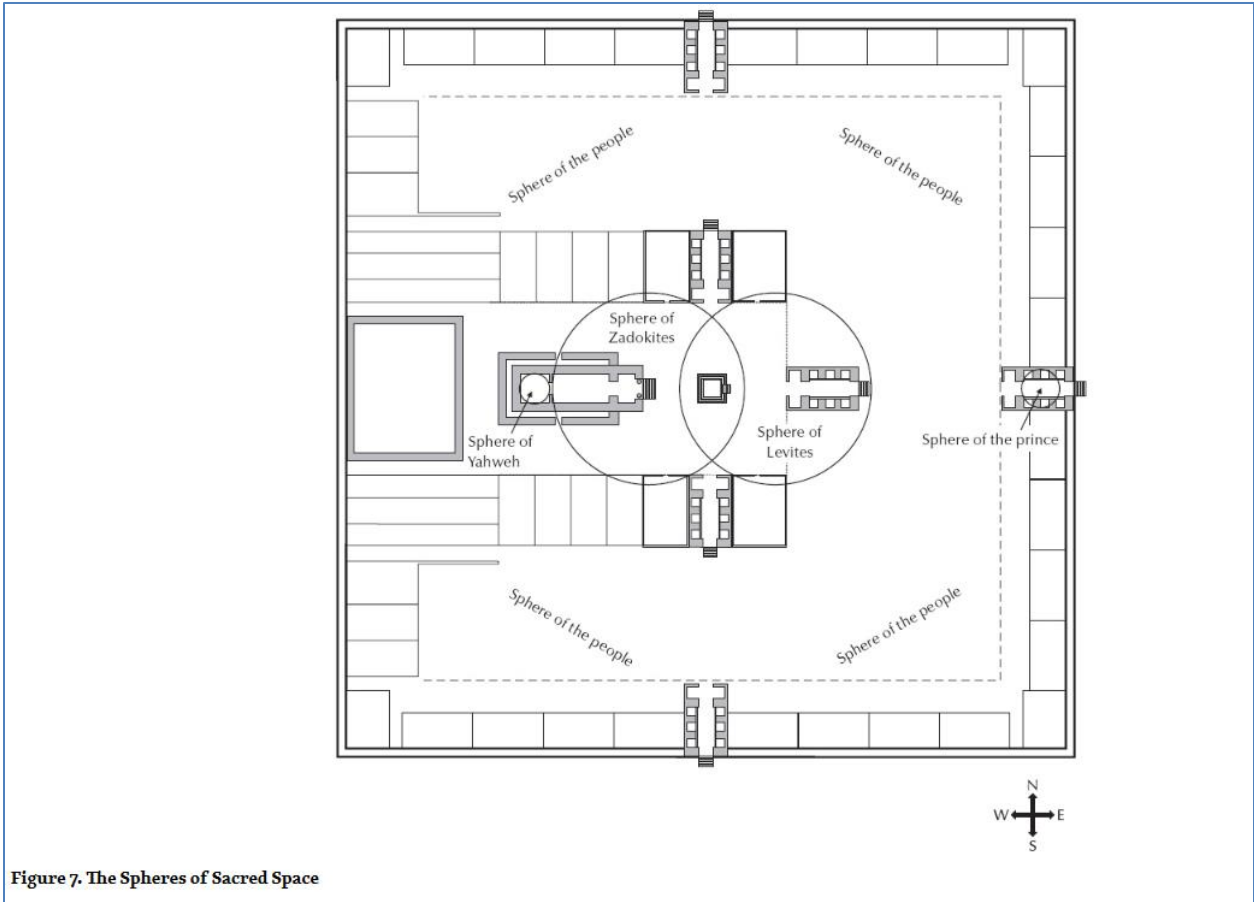 Sphere of the people
Sphere of the people
Sphere of
Zadokites
Sphere of
Yahweh
Sphere of
Levites
Sphere of the prince
Sphere of the people
Sphere of the people
N
W E
S
Figure 7. The Spheres of Sacred Space